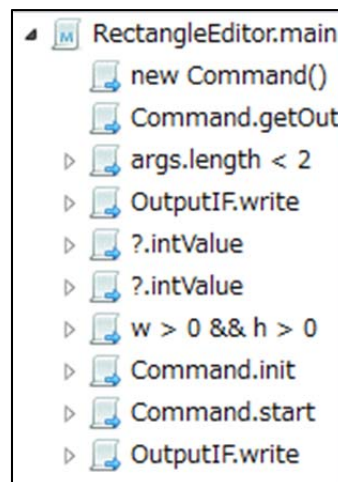 M RectangleEditor.main
new Command()
Command.getOut
args.length < 2
OutputIF.write
?.intValue
?.intValue
w > 0 && h > 0
Command.init
Command.start
OutputIF.write